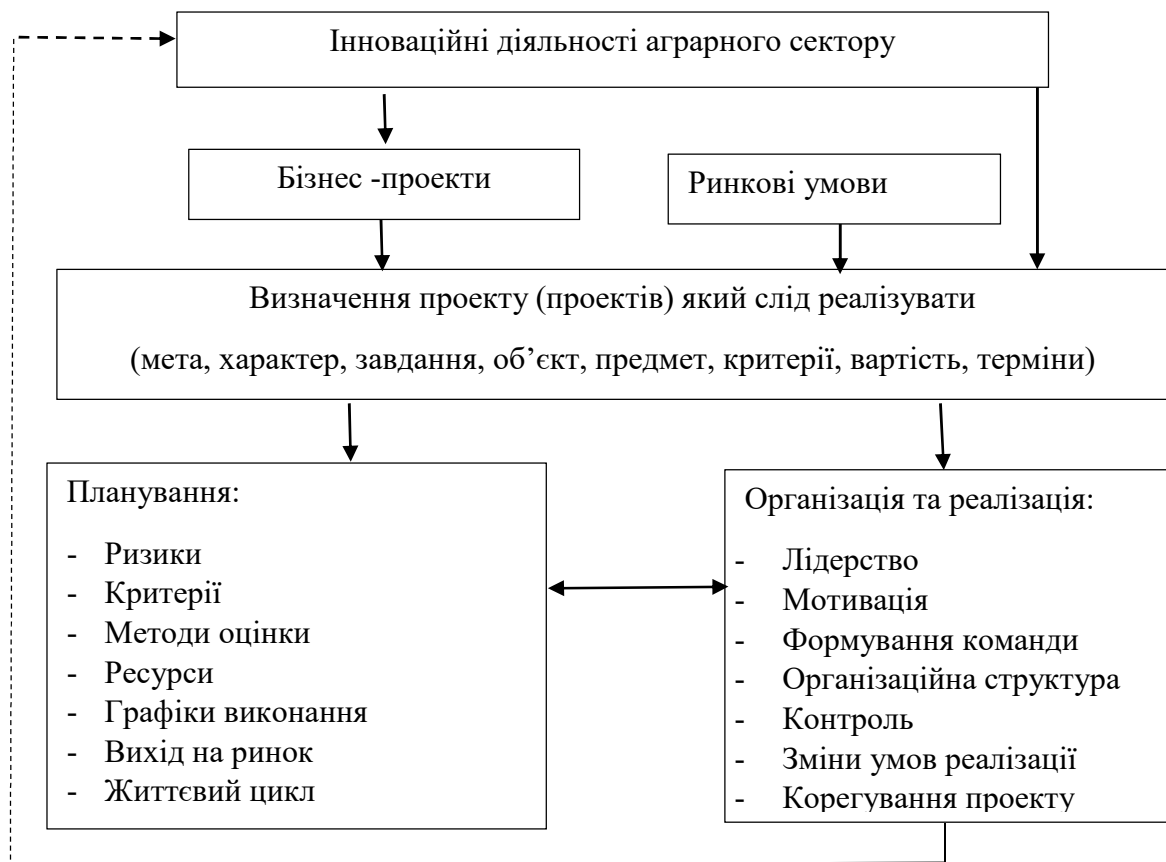 Інноваційні діяльності аграрного сектору
Бізнес -проекти
Ринкові умови
Визначення проекту (проектів) який слід реалізувати
(мета, характер, завдання, об’єкт, предмет, критерії, вартість, терміни)
Планування:
- Ризики
- Критерії
- Методи оцінки
- Ресурси
- Графіки виконання
- Вихід на ринок
- Життєвий цикл
Організація та реалізація:
- Лідерство
- Мотивація
- Формування команди
- Організаційна структура
- Контроль
- Зміни умов реалізації
- Корегування проекту